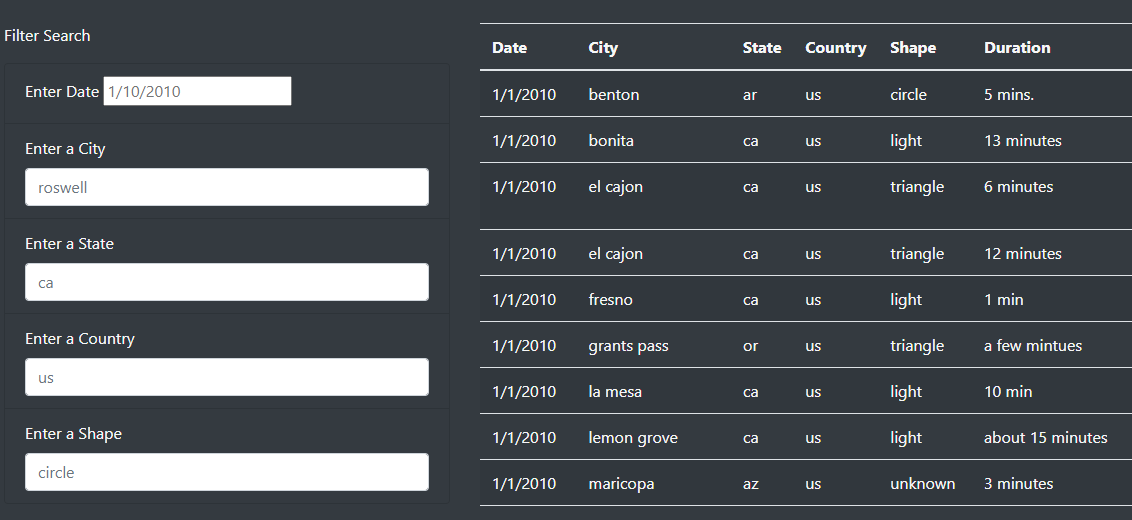 Filter Search
Enter Date 1/10/2010
Enter a City
roswell
Enter a State
ca
Enter a Country
us
Enter a Shape
circle
Date City State Country Shape Duration
1/1/2010 benton ar us circle 5 mins.
1/1/2010 bonita ca us light 13 minutes
1/1/2010 el cajon ca us triangle 6 minutes
1/1/2010 el cajon ca us triangle 12 minutes
1/1/2010 fresno ca us light 1 min
1/1/2010 grants pass or us triangle a few mintues
1/1/2010 la mesa ca us light 10 min
1/1/2010 lemon grove ca us light about 15 minutes
1/1/2010 maricopa az us unknown 3 minutes